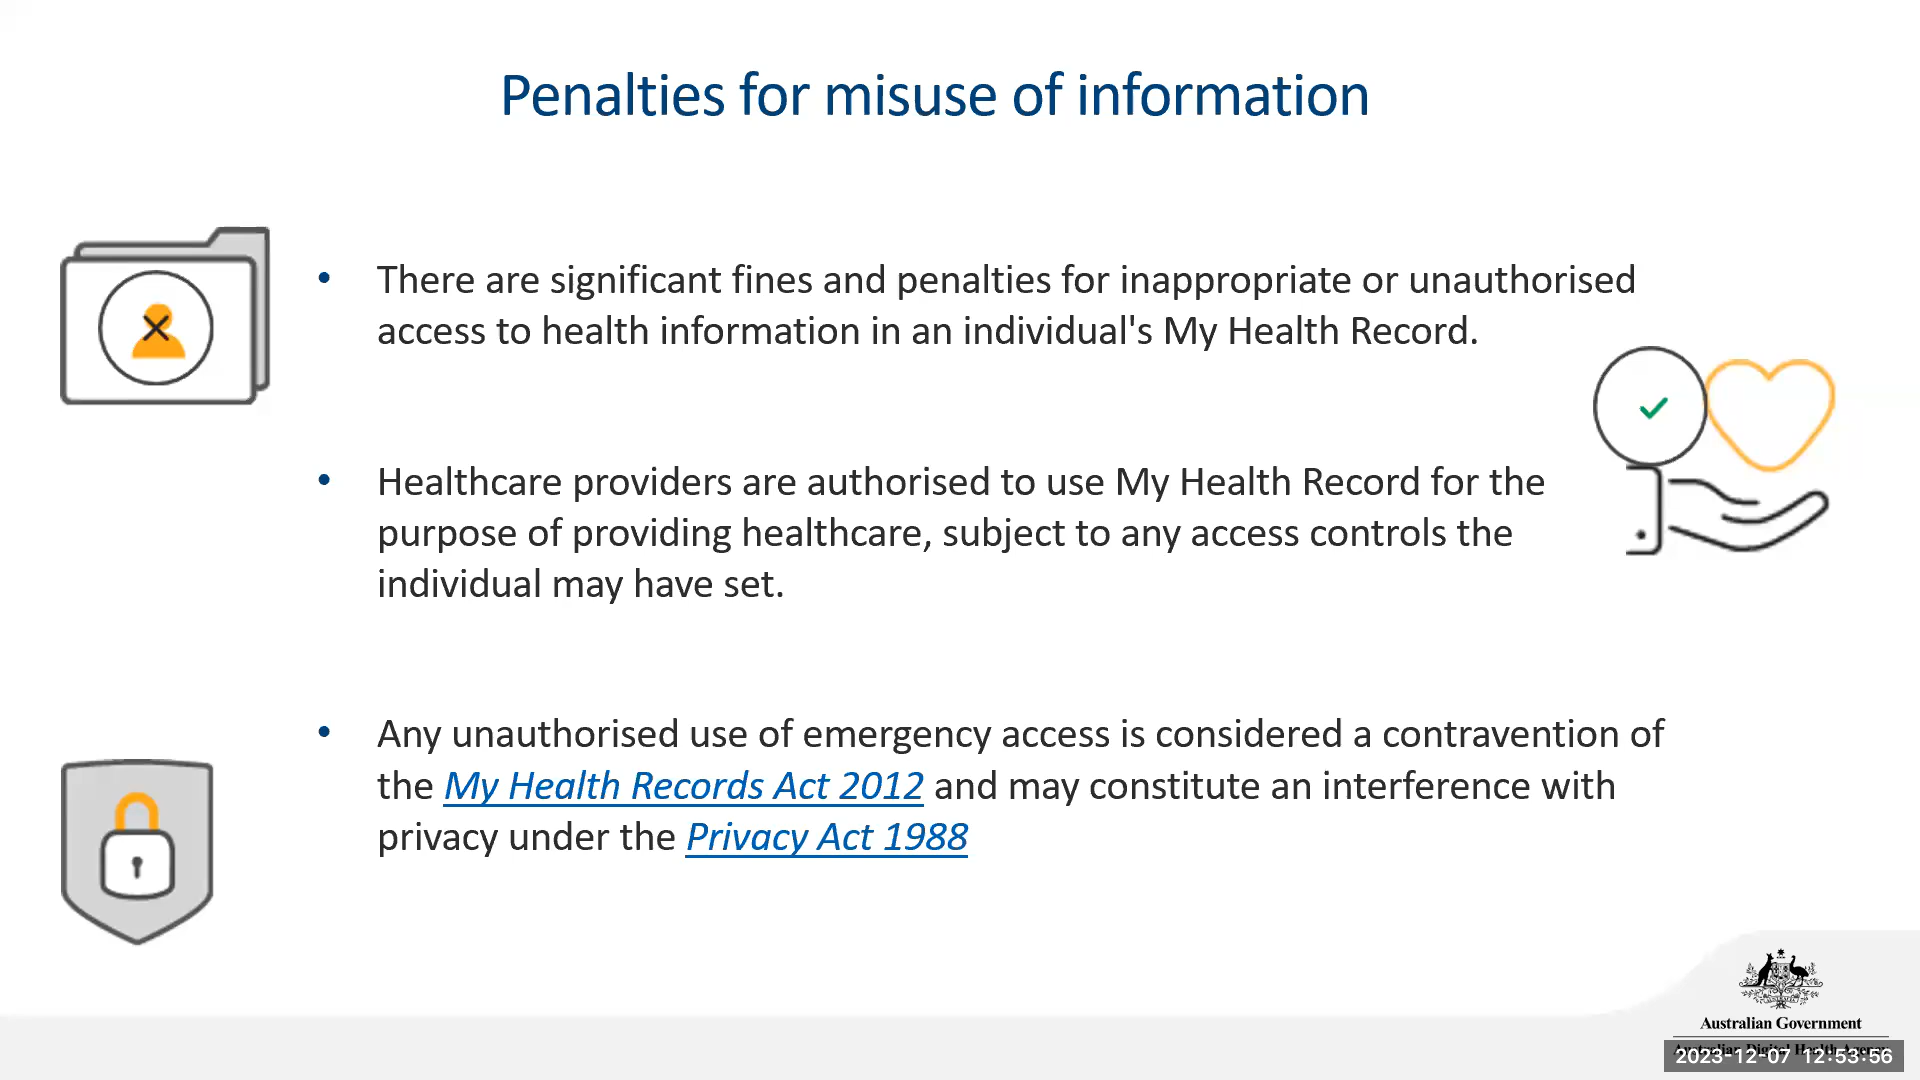 Penalties for misuse of information
• There are significant fines and penalties for inappropriate or unauthorised
access to health information in an individual's My Health Record.
• Healthcare providers are authorised to use My Health Record for the
purpose of providing healthcare, subject to any access controls the
individual may have set.
• Any unauthorised use of emergency access is considered a contravention of
the My Health Records Act 2012 and may constitute an interference with
privacy under the Privacy Act 1988
Australian Government
Australian Digital Health Agency
2023-12-07 12:53:56